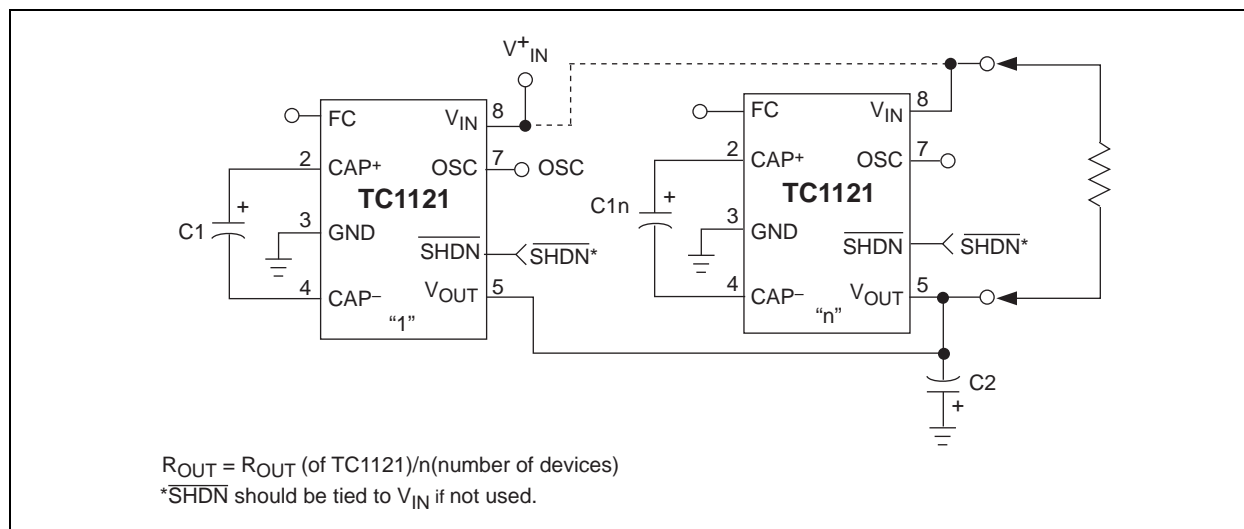 V+IN
FC
VIN 8
2 CAP+
OSC 7 OSC
TC1121
C1 +
3 GND
SHDN SHDN*
4 CAP–
VOUT 5
“1”
FC
VIN 8
2 CAP+
OSC 7
TC1121
C1n +
3 GND
SHDN SHDN*
4 CAP–
VOUT 5
“n”
C2
+
ROUT = ROUT (of TC1121)/n(number of devices)
*SHDN should be tied to VIN if not used.